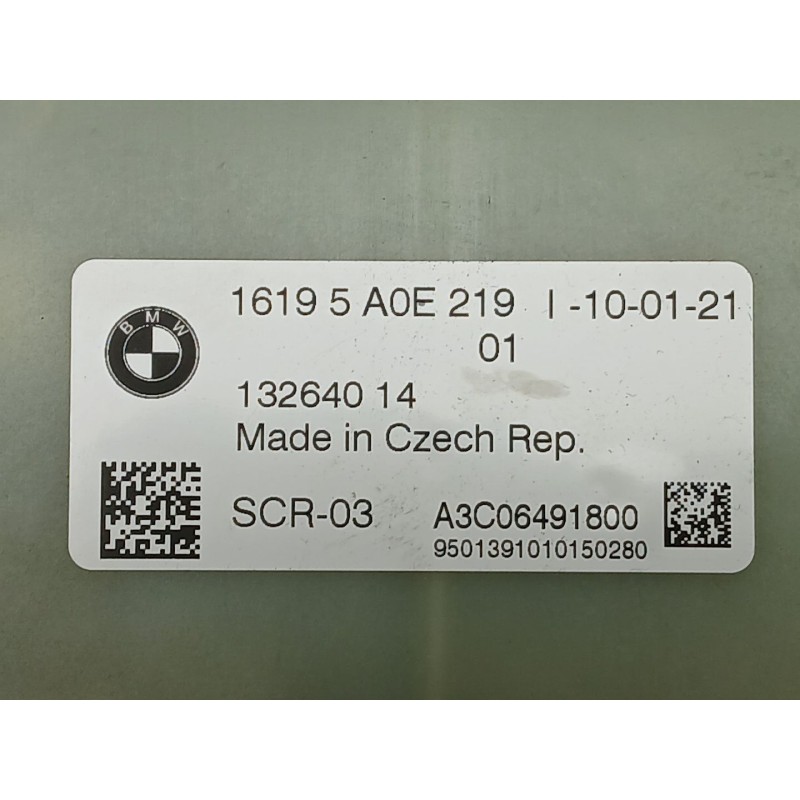 BMW
1619 5 A0E 219 I -10-01-21
01
132640 14
Made in Czech Rep.
SCR-03 A3C06491800
9501391010150280